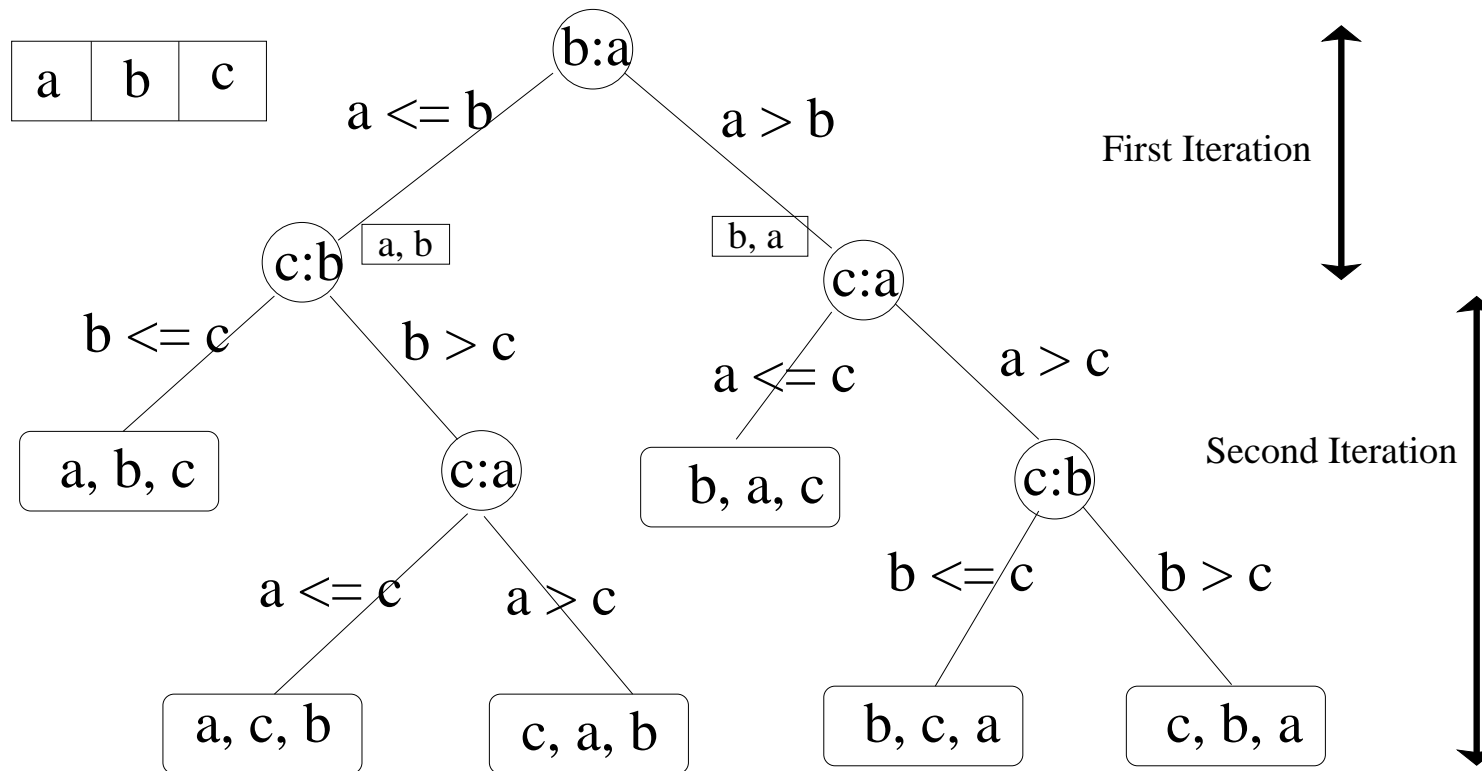 a b c
b:a
a <= b
a > b
First Iteration
c:b
a, b
b, a
c:a
b <= c
b > c
a <= c
a > c
a, b, c
c:a
b, a, c
c:b
Second Iteration
a <= c
a > c
b <= c
b > c
a, c, b
c, a, b
b, c, a
c, b, a